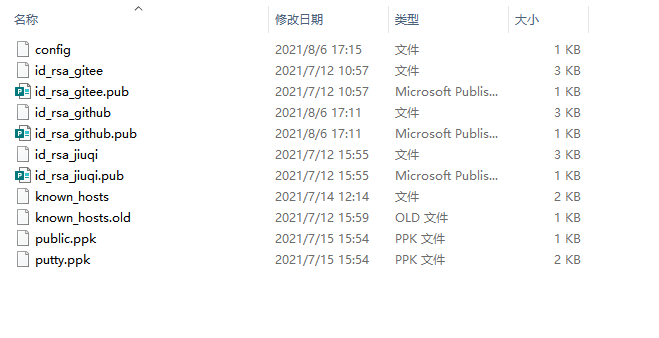 名称 修改日期 类型 大小
config 2021/8/6 17:15 文件 1 KB
id_rsa_gitee 2021/7/12 10:57 文件 3 KB
id_rsa_gitee.pub 2021/7/12 10:57 Microsoft Publis... 1 KB
id_rsa_github 2021/8/6 17:11 文件 3 KB
id_rsa_github.pub 2021/8/6 17:11 Microsoft Publis... 1 KB
id_rsa_jiuqi 2021/7/12 15:55 文件 3 KB
id_rsa_jiuqi.pub 2021/7/12 15:55 Microsoft Publis... 1 KB
known_hosts 2021/7/14 12:14 文件 2 KB
known_hosts.old 2021/7/12 15:59 OLD 文件 1 KB
public.ppk 2021/7/15 15:54 PPK 文件 1 KB
putty.ppk 2021/7/15 15:54 PPK 文件 2 KB